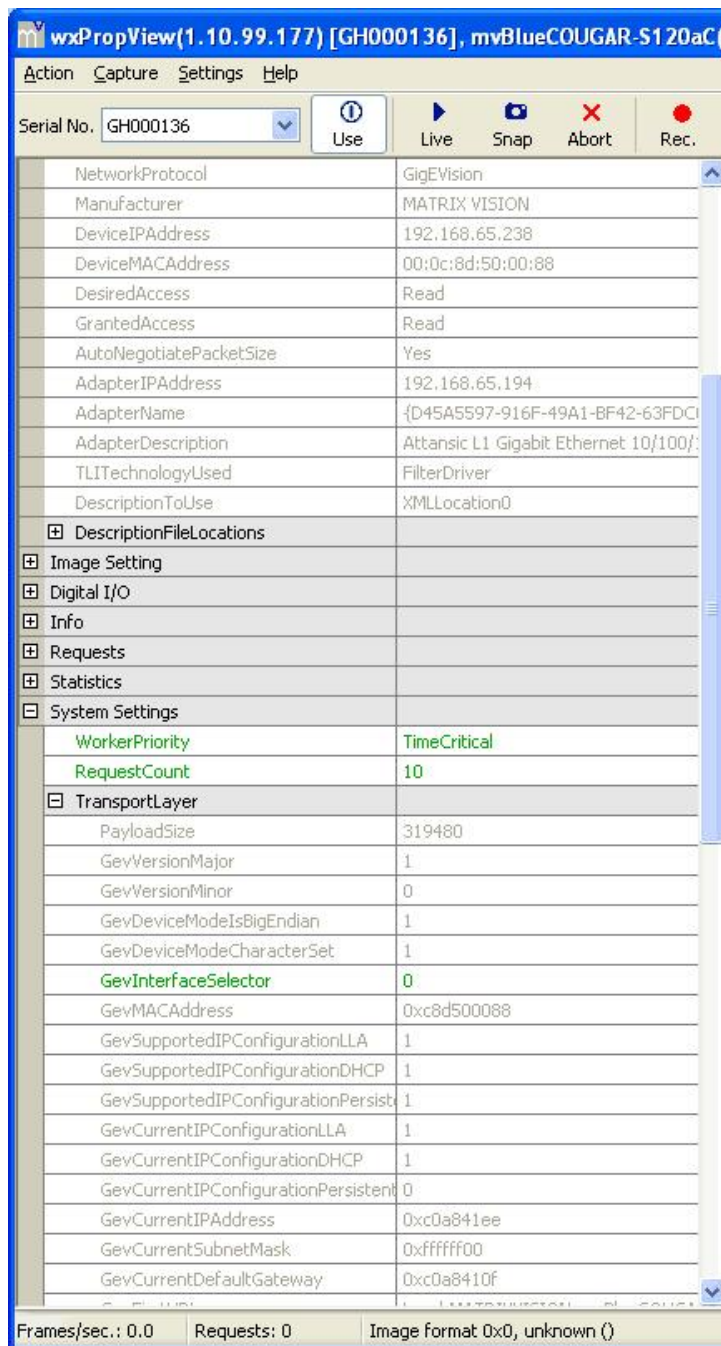 wxPropView(1.10.99.177) [GH000136], mvBlueCOUGAR-S120aC(
Action Capture Settings Help
Serial No. GH000136 Use Live Snap Abort Rec.
NetworkProtocol GigEVision
Manufacturer MATRIX VISION
DeviceIPAddress 192.168.65.238
DeviceMACAddress 00:0c:8d:50:00:88
DesiredAccess Read
GrantedAccess Read
AutoNegotiatePacketSize Yes
AdapterIPAddress 192.168.65.194
AdapterName {D45A5597-916F-49A1-BF42-63FDC
AdapterDescription Attansic L1 Gigabit Ethernet 10/100/
TLITechnologyUsed FilterDriver
DescriptionToUse XMLLocation0
DescriptionFileLocations
Image Setting
Digital I/O
Info
Requests
Statistics
System Settings
WorkerPriority TimeCritical
RequestCount 10
TransportLayer
PayloadSize 319480
GevVersionMajor 1
GevVersionMinor 0
GevDeviceModeIsBigEndian 1
GevDeviceModeCharacterSet 1
GevInterfaceSelector 0
GevMACAddress 0xc8d500088
GevSupportedIPConfigurationLLA 1
GevSupportedIPConfigurationDHCP 1
GevSupportedIPConfigurationPersiste 1
GevCurrentIPConfigurationLLA 1
GevCurrentIPConfigurationDHCP 1
GevCurrentIPConfigurationPersistent 0
GevCurrentIPAddress 0xc0a841ee
GevCurrentSubnetMask 0xffffff00
GevCurrentDefaultGateway 0xc0a8410f
Frames/sec.: 0.0 Requests: 0 Image format 0x0, unknown ()